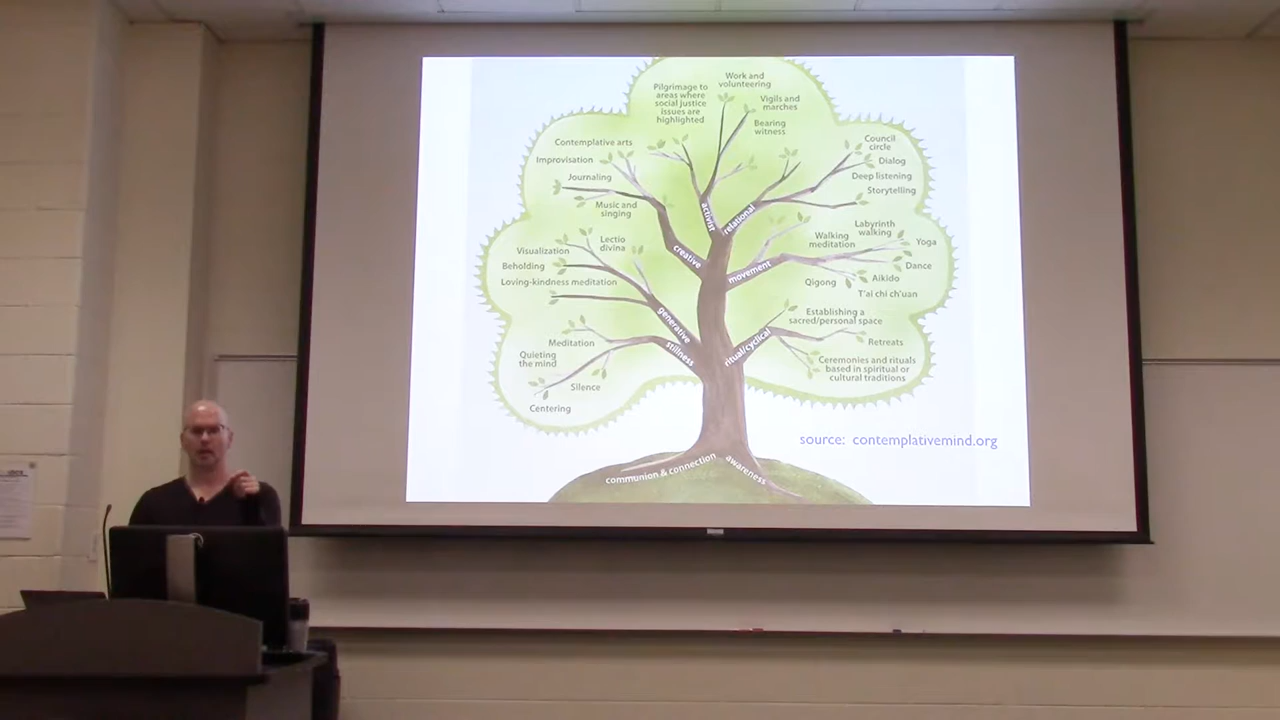 Work and
volunteering
Pilgrimage to
areas where
social justice
issues are
highlighted
Vigils and
marches
Bearing
witness
Contemplative arts
Improvisation
Journaling
Music and
singing
Council
circle
Dialog
Deep listening
Storytelling
activist
relational
creative
movement
Labyrinth
walking
Walking
meditation
Yoga
Dance
Aikido
Qigong
T'ai chi ch'uan
Lectio
divina
Visualization
Beholding
Loving-kindness meditation
generative
stillness
ritual/cyclical
Establishing a
sacred/personal space
Retreats
Ceremonies and rituals
based in spiritual or
cultural traditions
Meditation
Quieting
the mind
Silence
Centering
source: contemplativemind.org
communion & connection
awareness